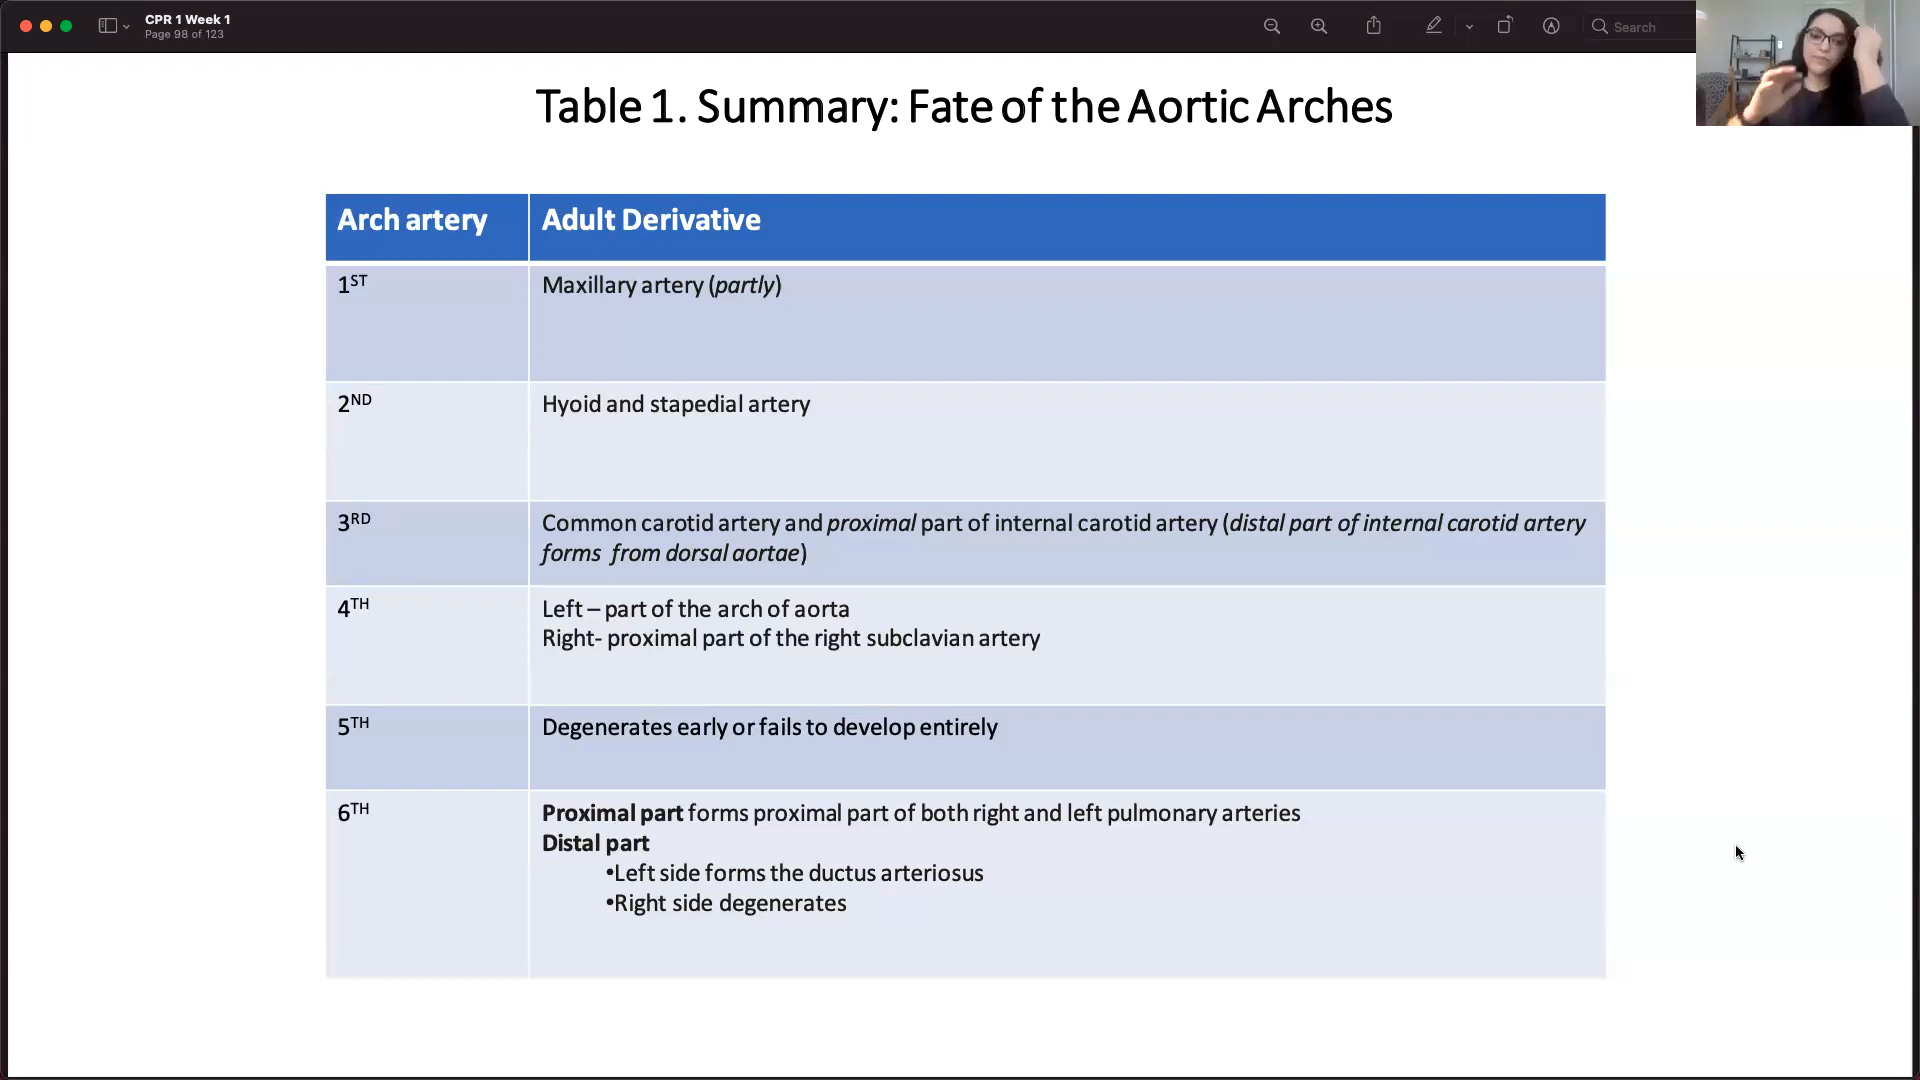 CPR 1 Week 1
Page 98 of 123
Search
Table 1. Summary: Fate of the Aortic Arches
Arch artery
Adult Derivative
1ST
Maxillary artery (partly)
2ND
Hyoid and stapedial artery
3RD
Common carotid artery and proximal part of internal carotid artery (distal part of internal carotid artery
forms from dorsal aortae)
4TH
Left – part of the arch of aorta
Right- proximal part of the right subclavian artery
5TH
Degenerates early or fails to develop entirely
6TH
Proximal part forms proximal part of both right and left pulmonary arteries
Distal part
•Left side forms the ductus arteriosus
•Right side degenerates